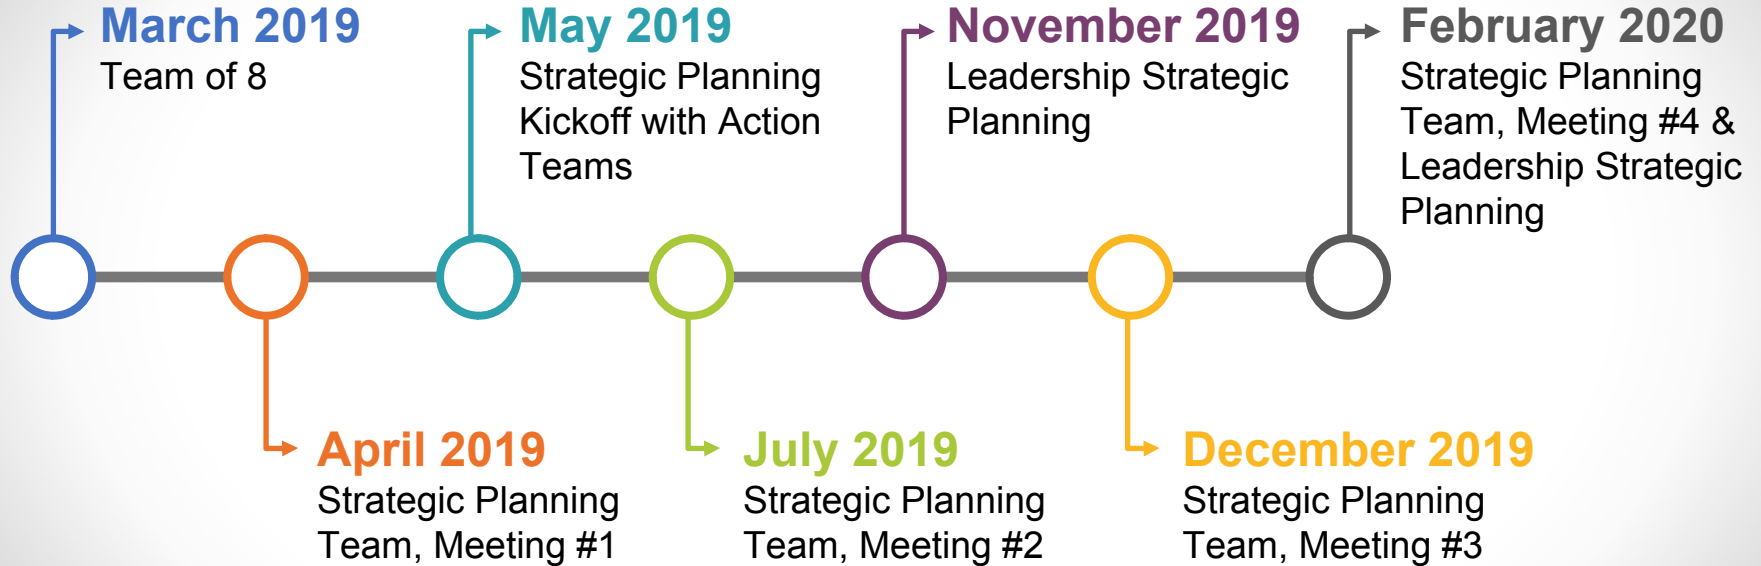 March 2019
Team of 8
May 2019
Strategic Planning
Kickoff with Action
Teams
November 2019
Leadership Strategic
Planning
February 2020
Strategic Planning
Team, Meeting #4 &
Leadership Strategic
Planning
April 2019
Strategic Planning
Team, Meeting #1
July 2019
Strategic Planning
Team, Meeting #2
December 2019
Strategic Planning
Team, Meeting #3